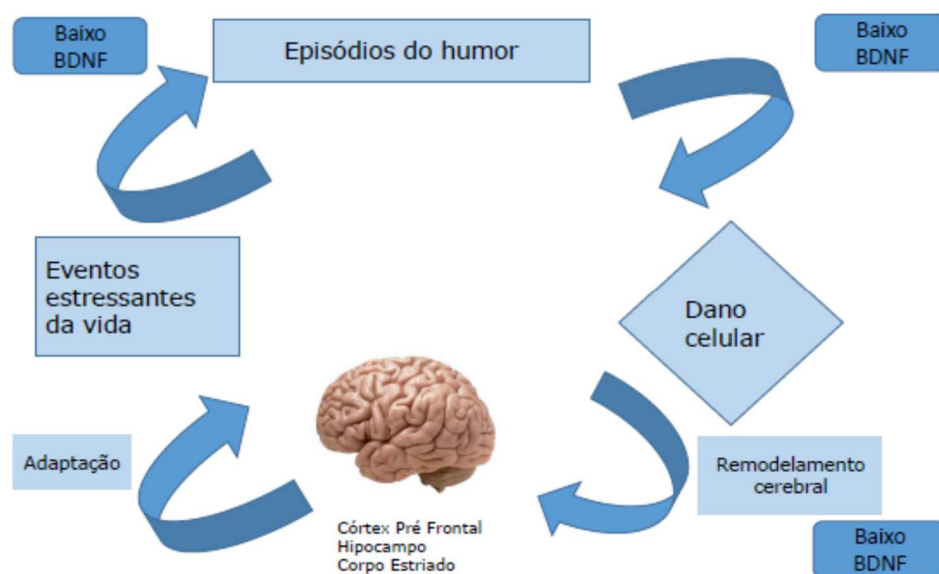 Baixo
BDNF
Episódios do humor
Baixo
BDNF
Eventos
estressantes
da vida
Dano
celular
Adaptação
Remodelamento
cerebral
Córtex Pré Frontal
Hipocampo
Corpo Estriado
Baixo
BDNF